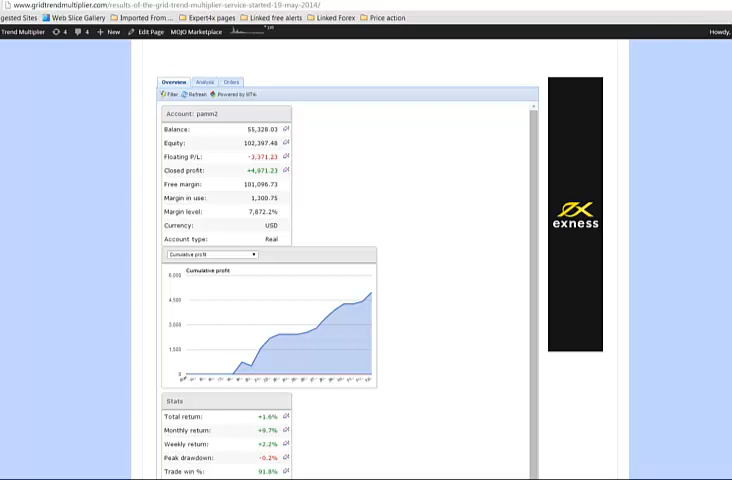 www.gridtrendmultiplier.com/results-of-the-grid-trend-multiplier-service-started-19-may-2014/
gested Sites Web Slice Gallery Imported From ... Expert4x pages Linked free alerts Linked Forex Price action
Trend Multiplier 4 4 + New Edit Page MOJO Marketplace Howdy,
Overview Analysis Orders
Filter Refresh Powered by
Account: pamm2
Balance: 55,328.03
Equity: 102,397.48
Floating P/L: -3,371.23
Closed profit: +4,971.23
Free margin: 101,096.73
Margin in use: 1,300.75
Margin level: 7,872.2%
Currency: USD
Account type: Real
exness
Cumulative profit
Cumulative profit
6,000
4,500
3,000
1,500
0
Stats
Total return: +1.6%
Monthly return: +9.7%
Weekly return: +2.2%
Peak drawdown: -0.2%
Trade win %: 91.8%